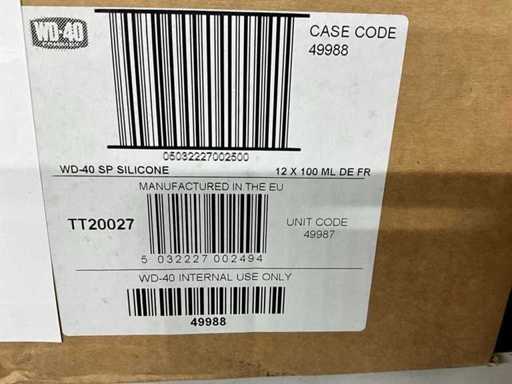 WD-40
COMPANY
CASE CODE
49988
05032227002500
WD-40 SP SILICONE 12 X 100 ML DE FR
MANUFACTURED IN THE EU
TT20027
UNIT CODE
49987
5 032227 002494
WD-40 INTERNAL USE ONLY
49988